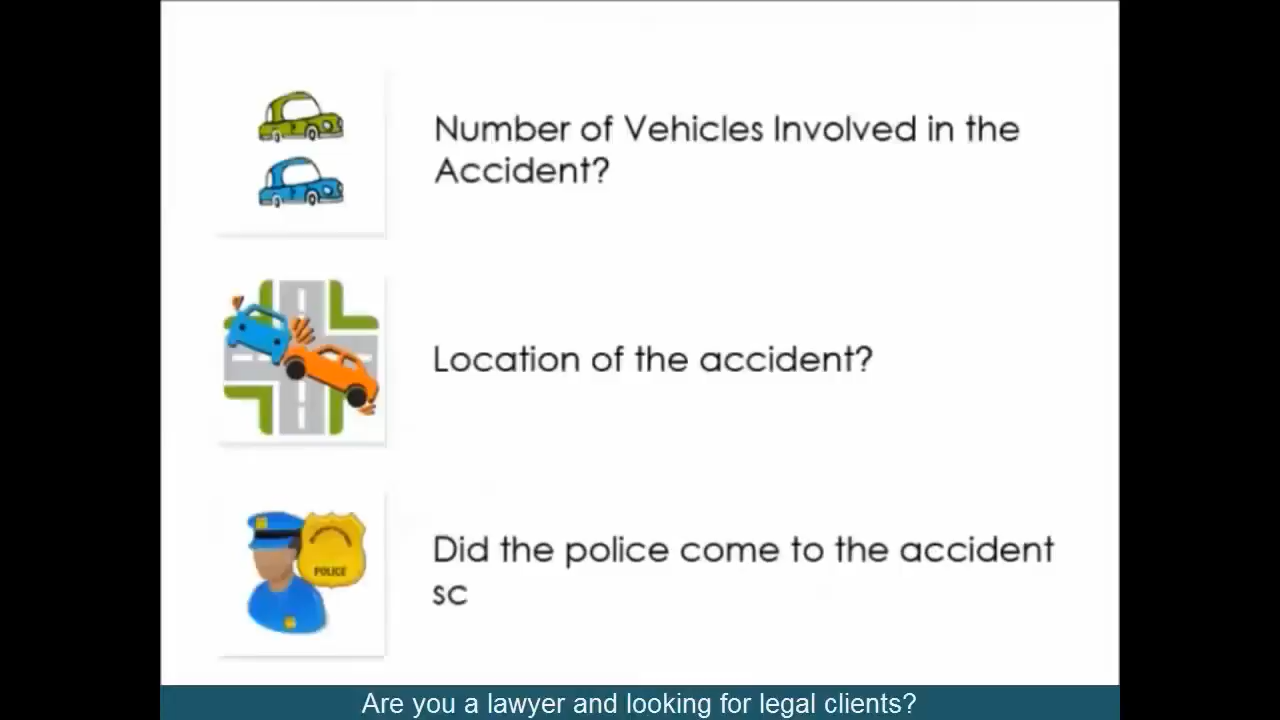 Number of Vehicles Involved in the
Accident?
Location of the accident?
POLICE
Did the police come to the accident
sc
Are you a lawyer and looking for legal clients?